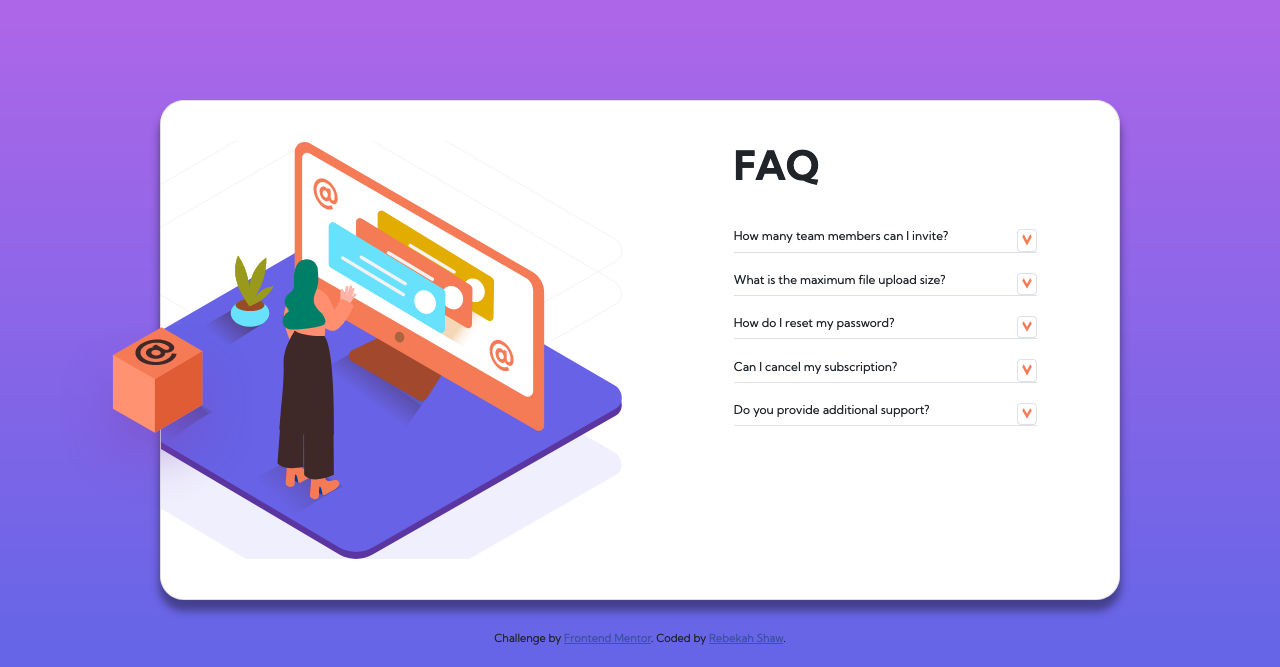 FAQ
How many team members can I invite?
What is the maximum file upload size?
How do I reset my password?
Can I cancel my subscription?
Do you provide additional support?
@
@
@
Challenge by Frontend Mentor. Coded by Rebekah Shaw.